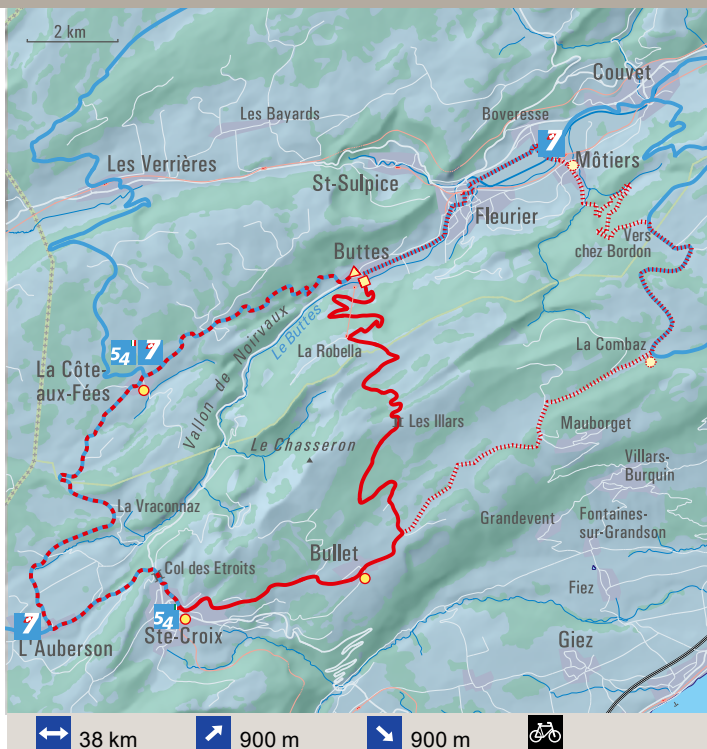 2 km
Couvet
Les Bayards
Boveresse
7
Les Verrières
Môtiers
St-Sulpice
Fleurier
Buttes
Vers
chez Bordon
Le Buttes
Vallon de Noirvaux
La Robella
La Combaz
54 7
La Côte-
aux-Fées
Les Illars
Mauborget
Le Chasseron
Villars-
Burquin
La Vraconnaz
Grandevent
Fontaines-
sur-Grandson
Bullet
Col des Etroits
Fiez
7
54
L'Auberson
Ste-Croix
Giez
38 km
900 m
900 m